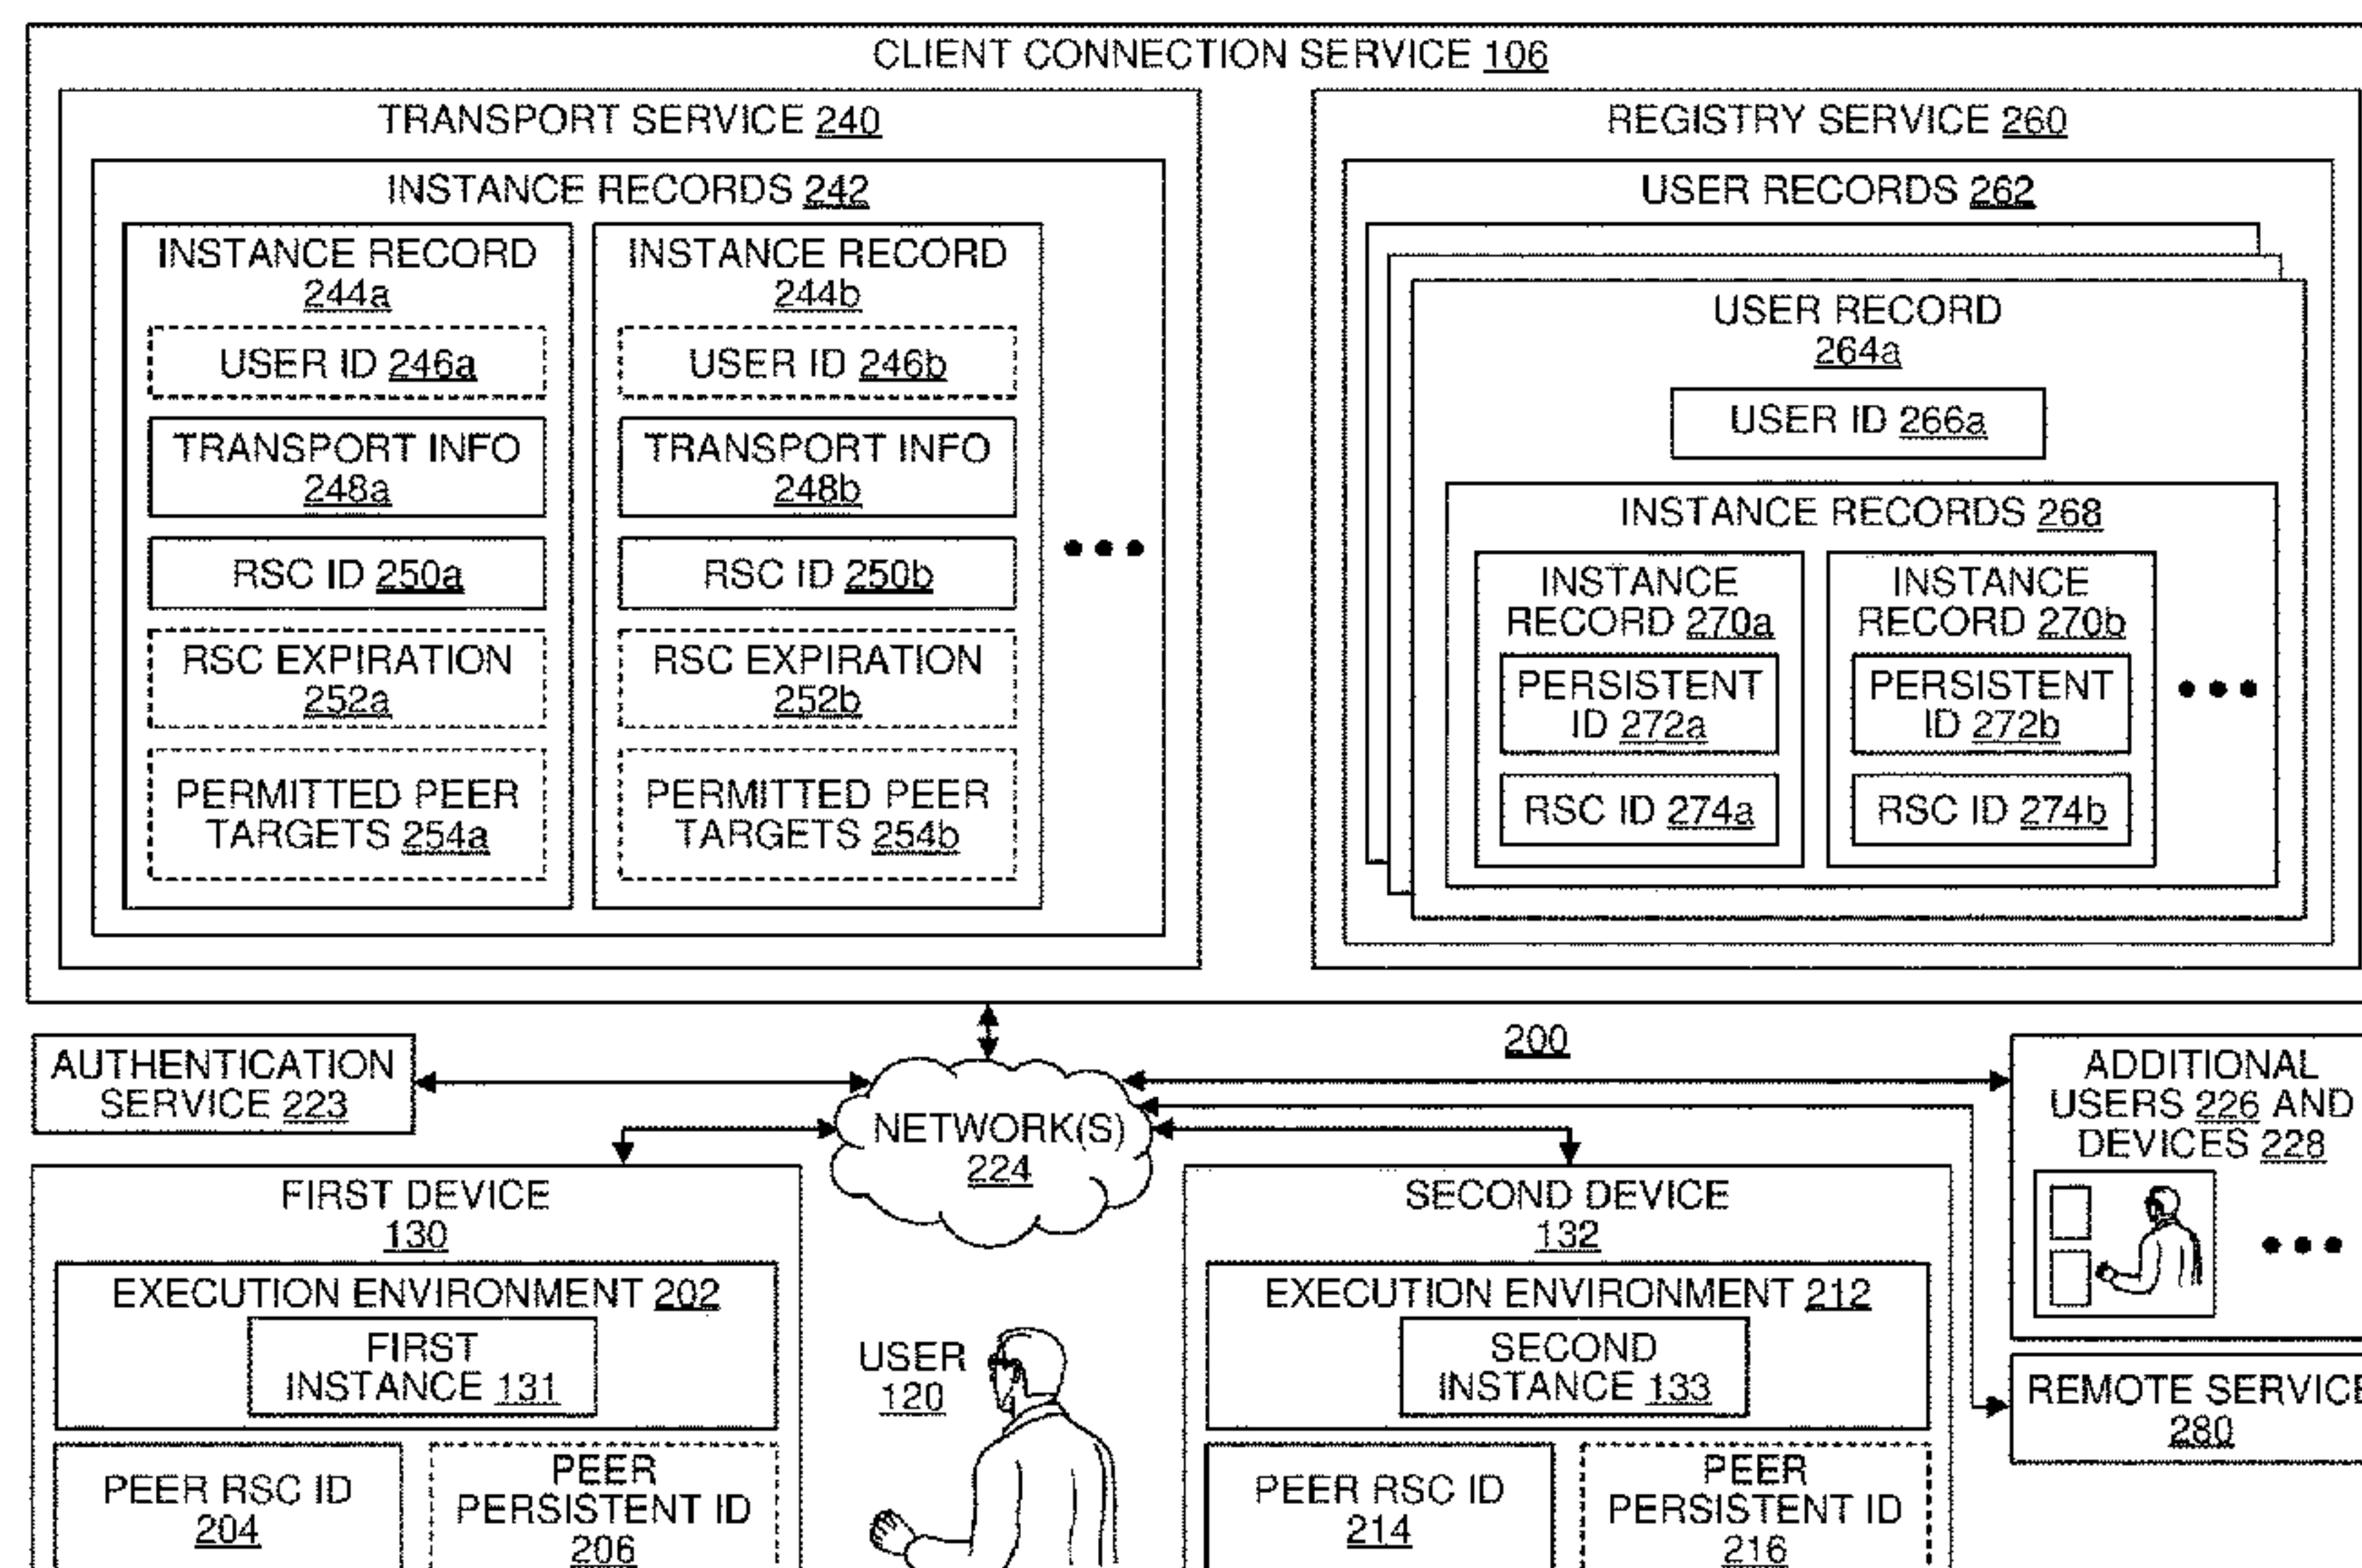 CLIENT CONNECTION SERVICE 106
TRANSPORT SERVICE 240
INSTANCE RECORDS 242
INSTANCE RECORD
244a
USER ID 246a
TRANSPORT INFO
248a
RSC ID 250a
RSC EXPIRATION
252a
PERMITTED PEER
TARGETS 254a
INSTANCE RECORD
244b
USER ID 246b
TRANSPORT INFO
248b
RSC ID 250b
RSC EXPIRATION
252b
PERMITTED PEER
TARGETS 254b
REGISTRY SERVICE 260
USER RECORDS 262
USER RECORD
264a
USER ID 266a
INSTANCE RECORDS 268
INSTANCE
RECORD 270a
PERSISTENT
ID 272a
RSC ID 274a
INSTANCE
RECORD 270b
PERSISTENT
ID 272b
RSC ID 274b
AUTHENTICATION
SERVICE 223
NETWORK(S)
224
200
ADDITIONAL
USERS 226 AND
DEVICES 228
FIRST DEVICE
130
EXECUTION ENVIRONMENT 202
FIRST
INSTANCE 131
PEER RSC ID
204
PEER
PERSISTENT ID
206
USER
120
SECOND DEVICE
132
EXECUTION ENVIRONMENT 212
SECOND
INSTANCE 133
PEER RSC ID
214
PEER
PERSISTENT ID
216
REMOTE SERVICE
280